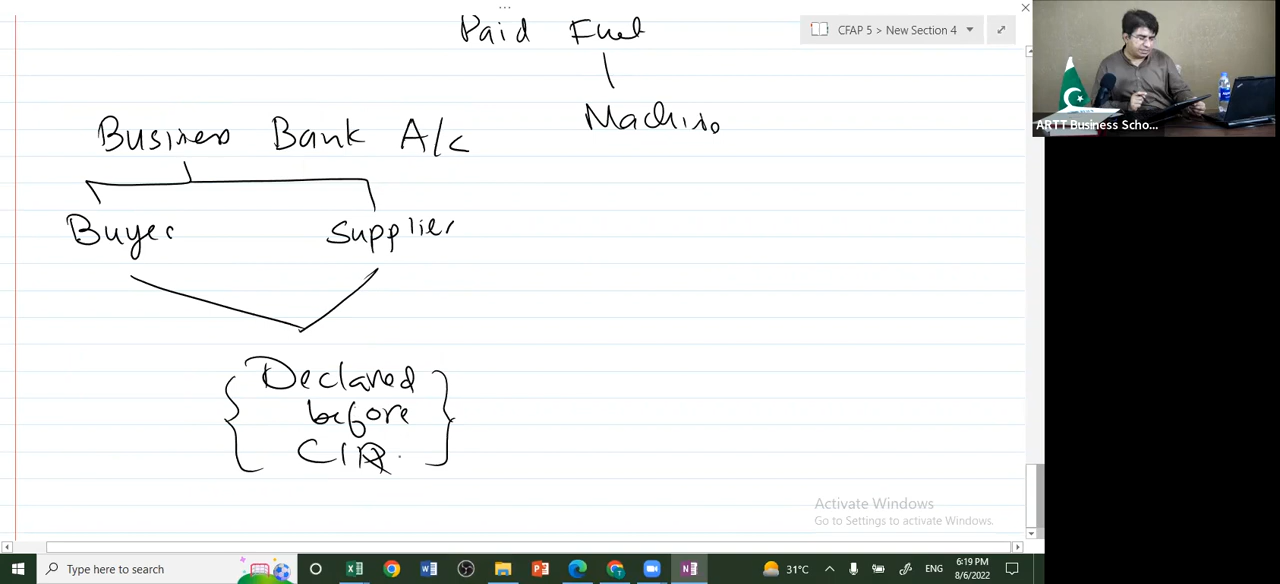 Paid Fuel
CFAP 5 > New Section 4
ARTT Business Scho...
Business Bank A/c
Buyer
Supplier
Declared
before
CIR.
Activate Windows
Go to Settings to activate Windows.
Type here to search
31°C
ENG
6:19 PM
8/6/2022